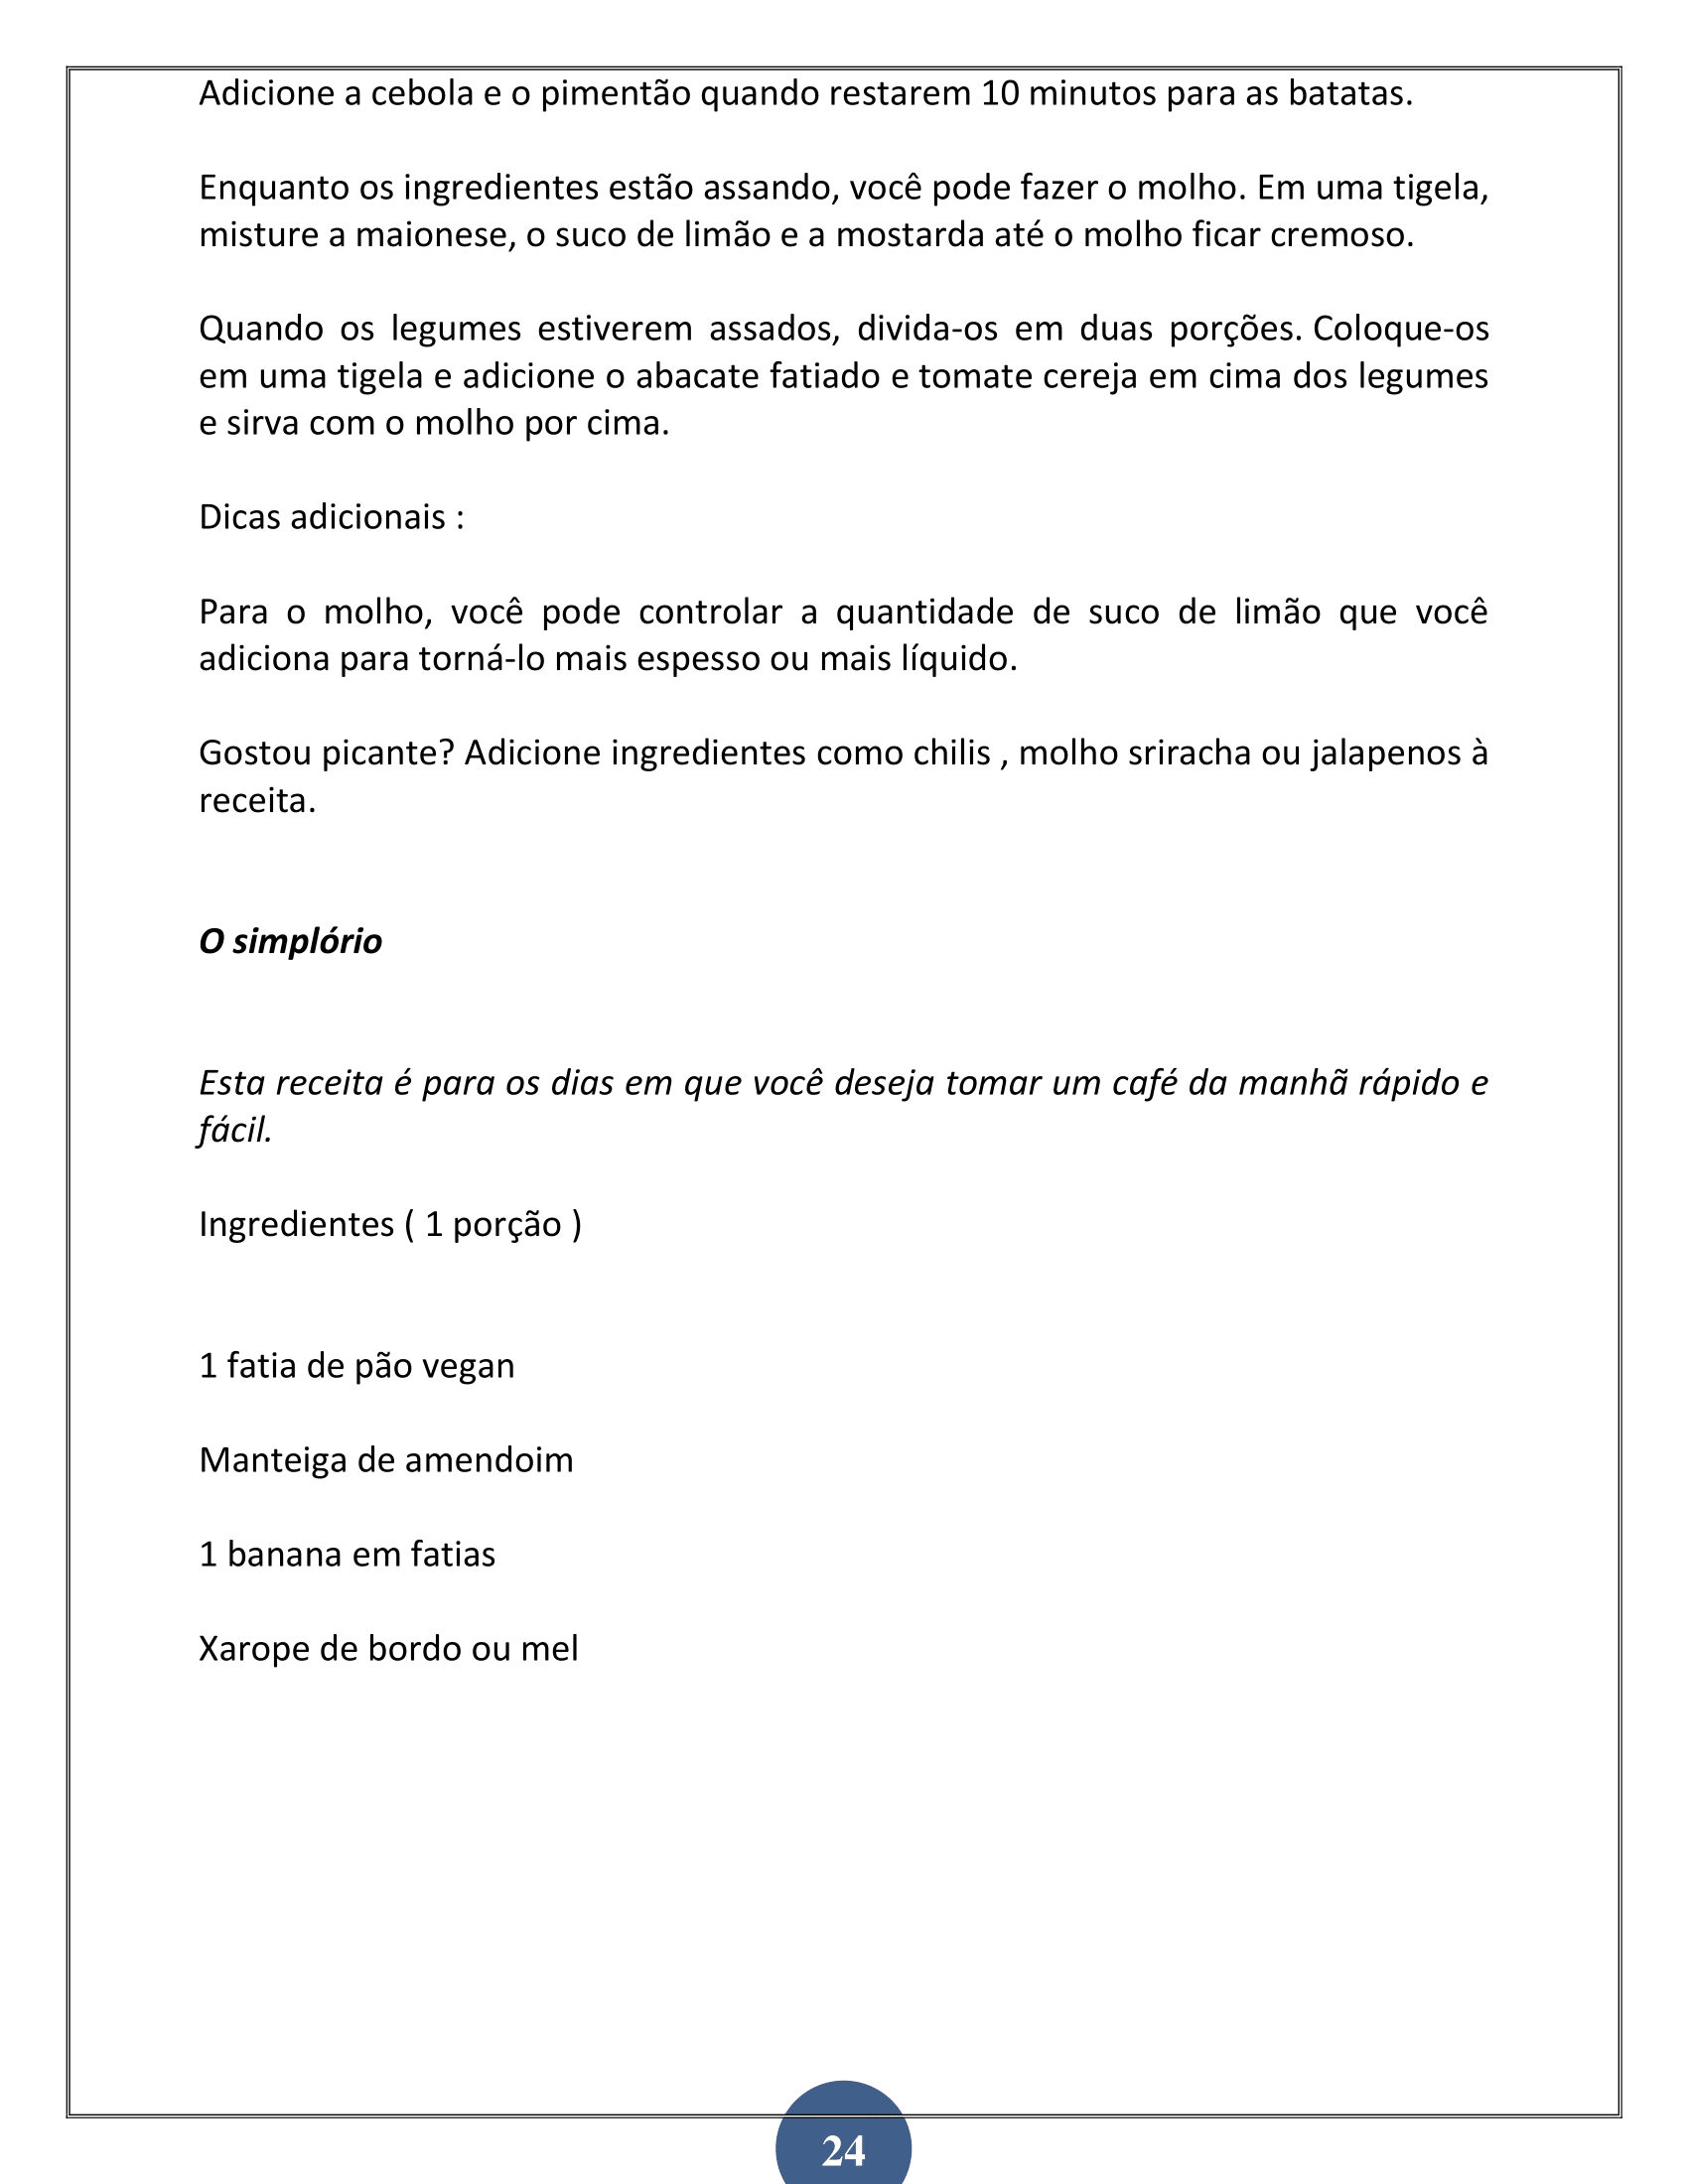 Adicione a cebola e o pimentão quando restarem 10 minutos para as batatas.
Enquanto os ingredientes estão assando, você pode fazer o molho. Em uma tigela,
misture a maionese, o suco de limão e a mostarda até o molho ficar cremoso.
Quando os legumes estiverem assados, divida-os em duas porções. Coloque-os
em uma tigela e adicione o abacate fatiado e tomate cereja em cima dos legumes
e sirva com o molho por cima.
Dicas adicionais :
Para o molho, você pode controlar a quantidade de suco de limão que você
adiciona para torná-lo mais espesso ou mais líquido.
Gostou picante? Adicione ingredientes como chilis , molho sriracha ou jalapenos à
receita.
O simplório
Esta receita é para os dias em que você deseja tomar um café da manhã rápido e
fácil.
Ingredientes ( 1 porção )
1 fatia de pão vegan
Manteiga de amendoim
1 banana em fatias
Xarope de bordo ou mel
24